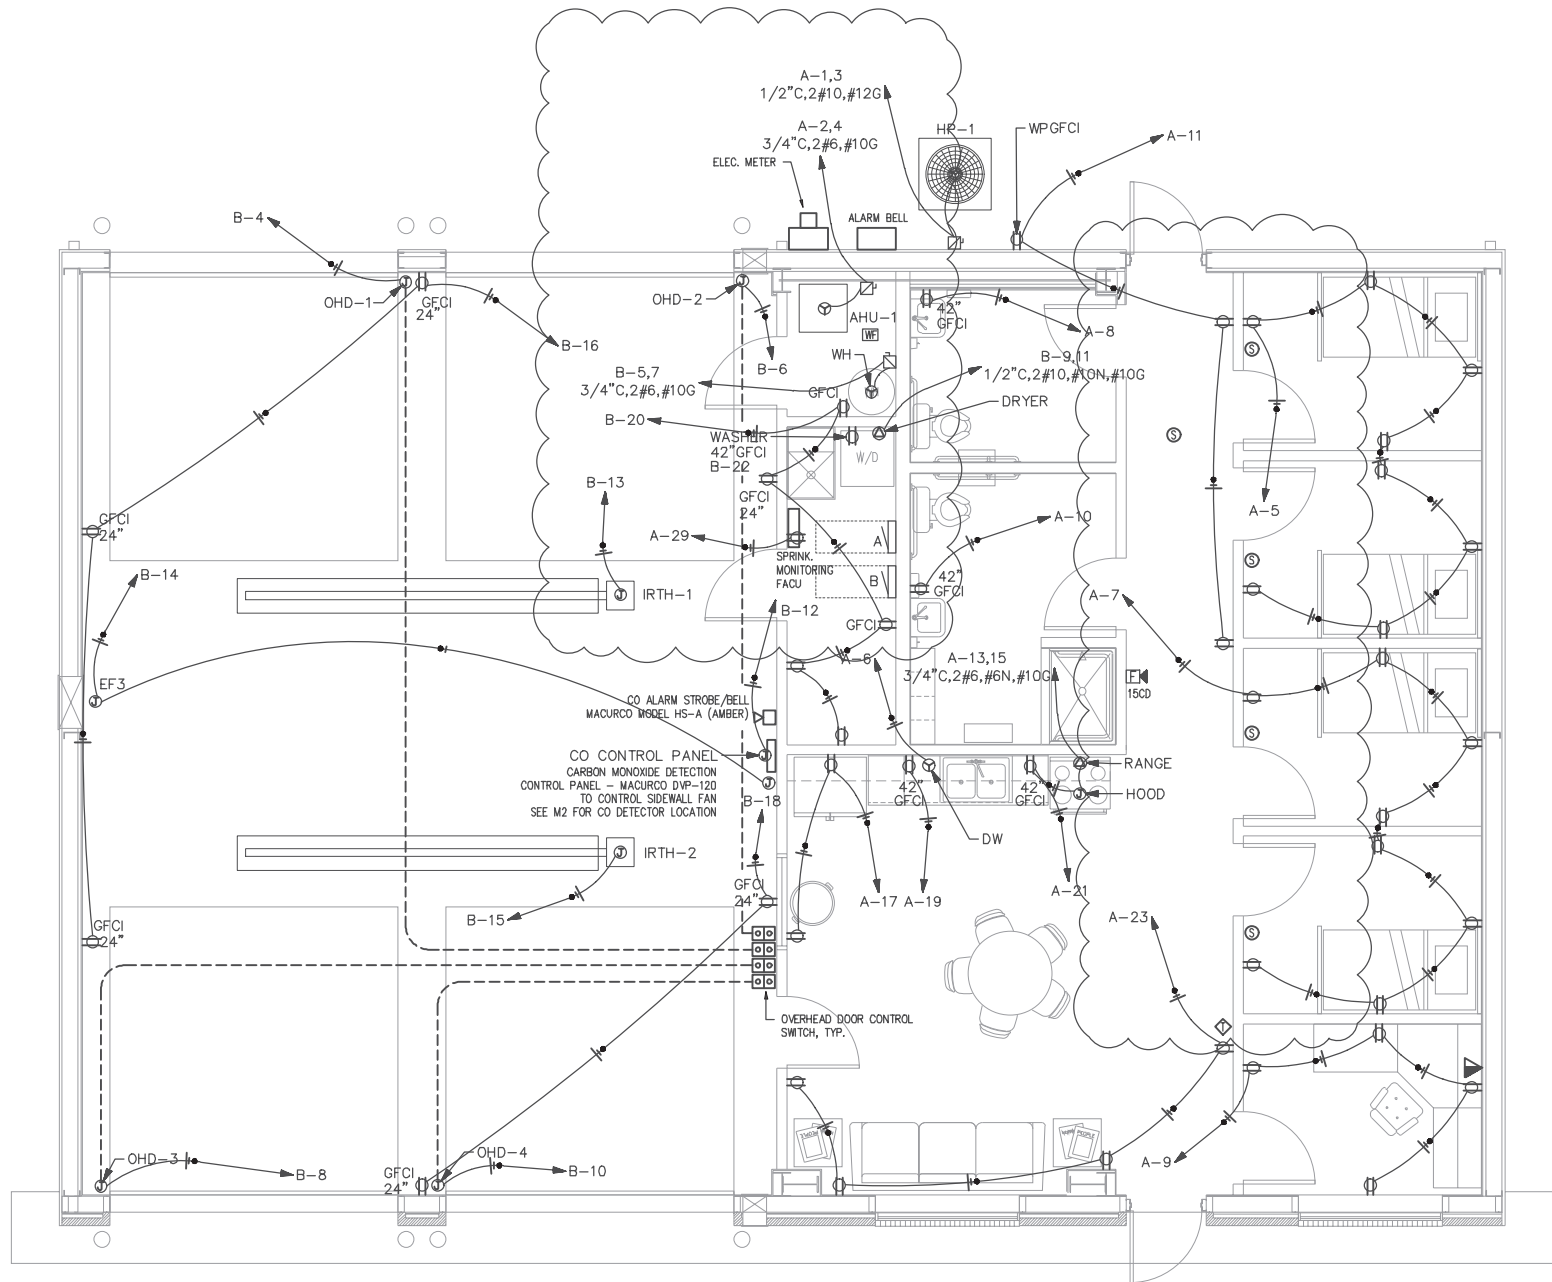 A-1,3
1/2"C,2#10,#12G
A-2,4
3/4"C,2#6,#10G
HP-1
WPGFCI
A-11
ELEC. METER
ALARM BELL
B-4
OHD-1
GFCI
24"
OHD-2
AHU-1
42"
GFCI
WF
A-8
B-16
B-6
WH
B-9,11
1/2"C,2#10,#10N,#10G
S
B-5,7
3/4"C,2#6,#10G
GFCI
DRYER
B-20
WASHER
42"GFCI
B-22
W/D
S
B-13
GFCI
24"
A-5
GFCI
24"
A-29
A-10
A
SPRINK.
MONITORING
FACU
S
B-14
B
42"
GFCI
J
IRTH-1
A-7
B-12
GFCI
A-6
A-13,15
3/4"C,2#6,#6N,#10G
F
15CD
EF3
J
CO ALARM STROBE/BELL
MACURCO MODEL HS-A (AMBER)
S
CO CONTROL PANEL
J
CARBON MONOXIDE DETECTION
CONTROL PANEL - MACURCO DVP-120
TO CONTROL SIDEWALL FAN
SEE M2 FOR CO DETECTOR LOCATION
J
RANGE
42"
GFCI
42"
GFCI
J
HOOD
B-18
DW
J
IRTH-2
GFCI
24"
A-17
A-19
A-21
B-15
A-23
GFCI
24"
S
OVERHEAD DOOR CONTROL
SWITCH, TYP.
T
OHD-3
B-8
GFCI
24"
OHD-4
B-10
PEOPLE
A-9